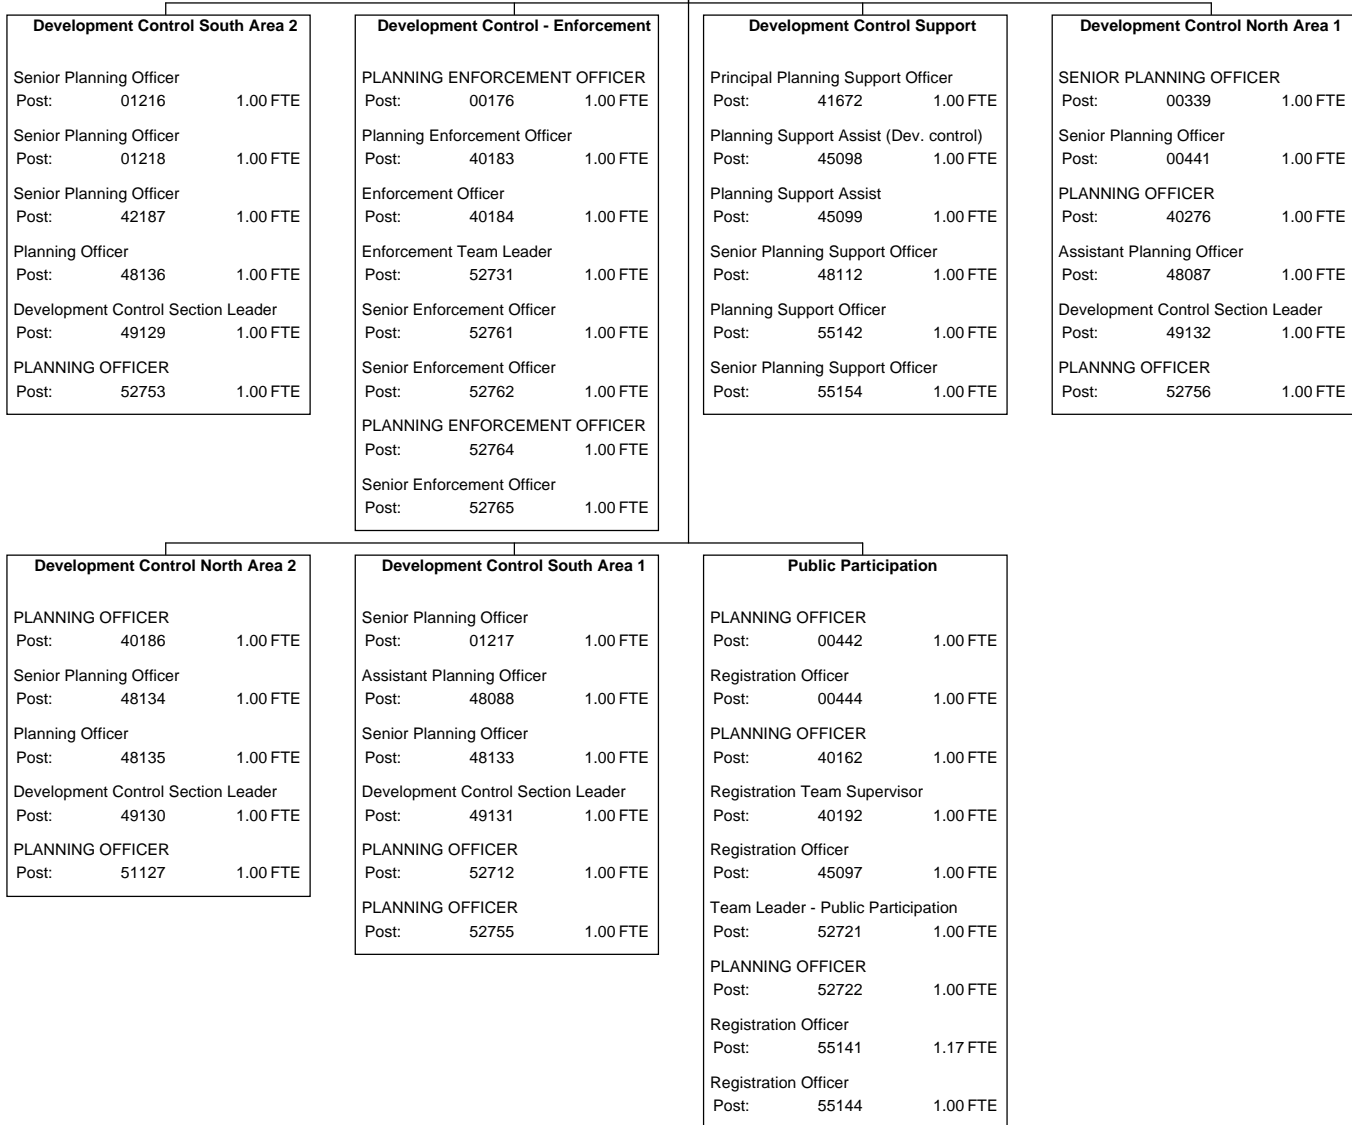 Development Control South Area 2
Senior Planning Officer
Post: 01216 1.00 FTE
Senior Planning Officer
Post: 01218 1.00 FTE
Senior Planning Officer
Post: 42187 1.00 FTE
Planning Officer
Post: 48136 1.00 FTE
Development Control Section Leader
Post: 49129 1.00 FTE
PLANNING OFFICER
Post: 52753 1.00 FTE
Development Control - Enforcement
PLANNING ENFORCEMENT OFFICER
Post: 00176 1.00 FTE
Planning Enforcement Officer
Post: 40183 1.00 FTE
Enforcement Officer
Post: 40184 1.00 FTE
Enforcement Team Leader
Post: 52731 1.00 FTE
Senior Enforcement Officer
Post: 52761 1.00 FTE
Senior Enforcement Officer
Post: 52762 1.00 FTE
PLANNING ENFORCEMENT OFFICER
Post: 52764 1.00 FTE
Senior Enforcement Officer
Post: 52765 1.00 FTE
Development Control Support
Principal Planning Support Officer
Post: 41672 1.00 FTE
Planning Support Assist (Dev. control)
Post: 45098 1.00 FTE
Planning Support Assist
Post: 45099 1.00 FTE
Senior Planning Support Officer
Post: 48112 1.00 FTE
Planning Support Officer
Post: 55142 1.00 FTE
Senior Planning Support Officer
Post: 55154 1.00 FTE
Development Control North Area 1
SENIOR PLANNING OFFICER
Post: 00339 1.00 FTE
Senior Planning Officer
Post: 00441 1.00 FTE
PLANNING OFFICER
Post: 40276 1.00 FTE
Assistant Planning Officer
Post: 48087 1.00 FTE
Development Control Section Leader
Post: 49132 1.00 FTE
PLANNNG OFFICER
Post: 52756 1.00 FTE
Development Control North Area 2
PLANNING OFFICER
Post: 40186 1.00 FTE
Senior Planning Officer
Post: 48134 1.00 FTE
Planning Officer
Post: 48135 1.00 FTE
Development Control Section Leader
Post: 49130 1.00 FTE
PLANNING OFFICER
Post: 51127 1.00 FTE
Development Control South Area 1
Senior Planning Officer
Post: 01217 1.00 FTE
Assistant Planning Officer
Post: 48088 1.00 FTE
Senior Planning Officer
Post: 48133 1.00 FTE
Development Control Section Leader
Post: 49131 1.00 FTE
PLANNING OFFICER
Post: 52712 1.00 FTE
PLANNING OFFICER
Post: 52755 1.00 FTE
Public Participation
PLANNING OFFICER
Post: 00442 1.00 FTE
Registration Officer
Post: 00444 1.00 FTE
PLANNING OFFICER
Post: 40162 1.00 FTE
Registration Team Supervisor
Post: 40192 1.00 FTE
Registration Officer
Post: 45097 1.00 FTE
Team Leader - Public Participation
Post: 52721 1.00 FTE
PLANNING OFFICER
Post: 52722 1.00 FTE
Registration Officer
Post: 55141 1.17 FTE
Registration Officer
Post: 55144 1.00 FTE